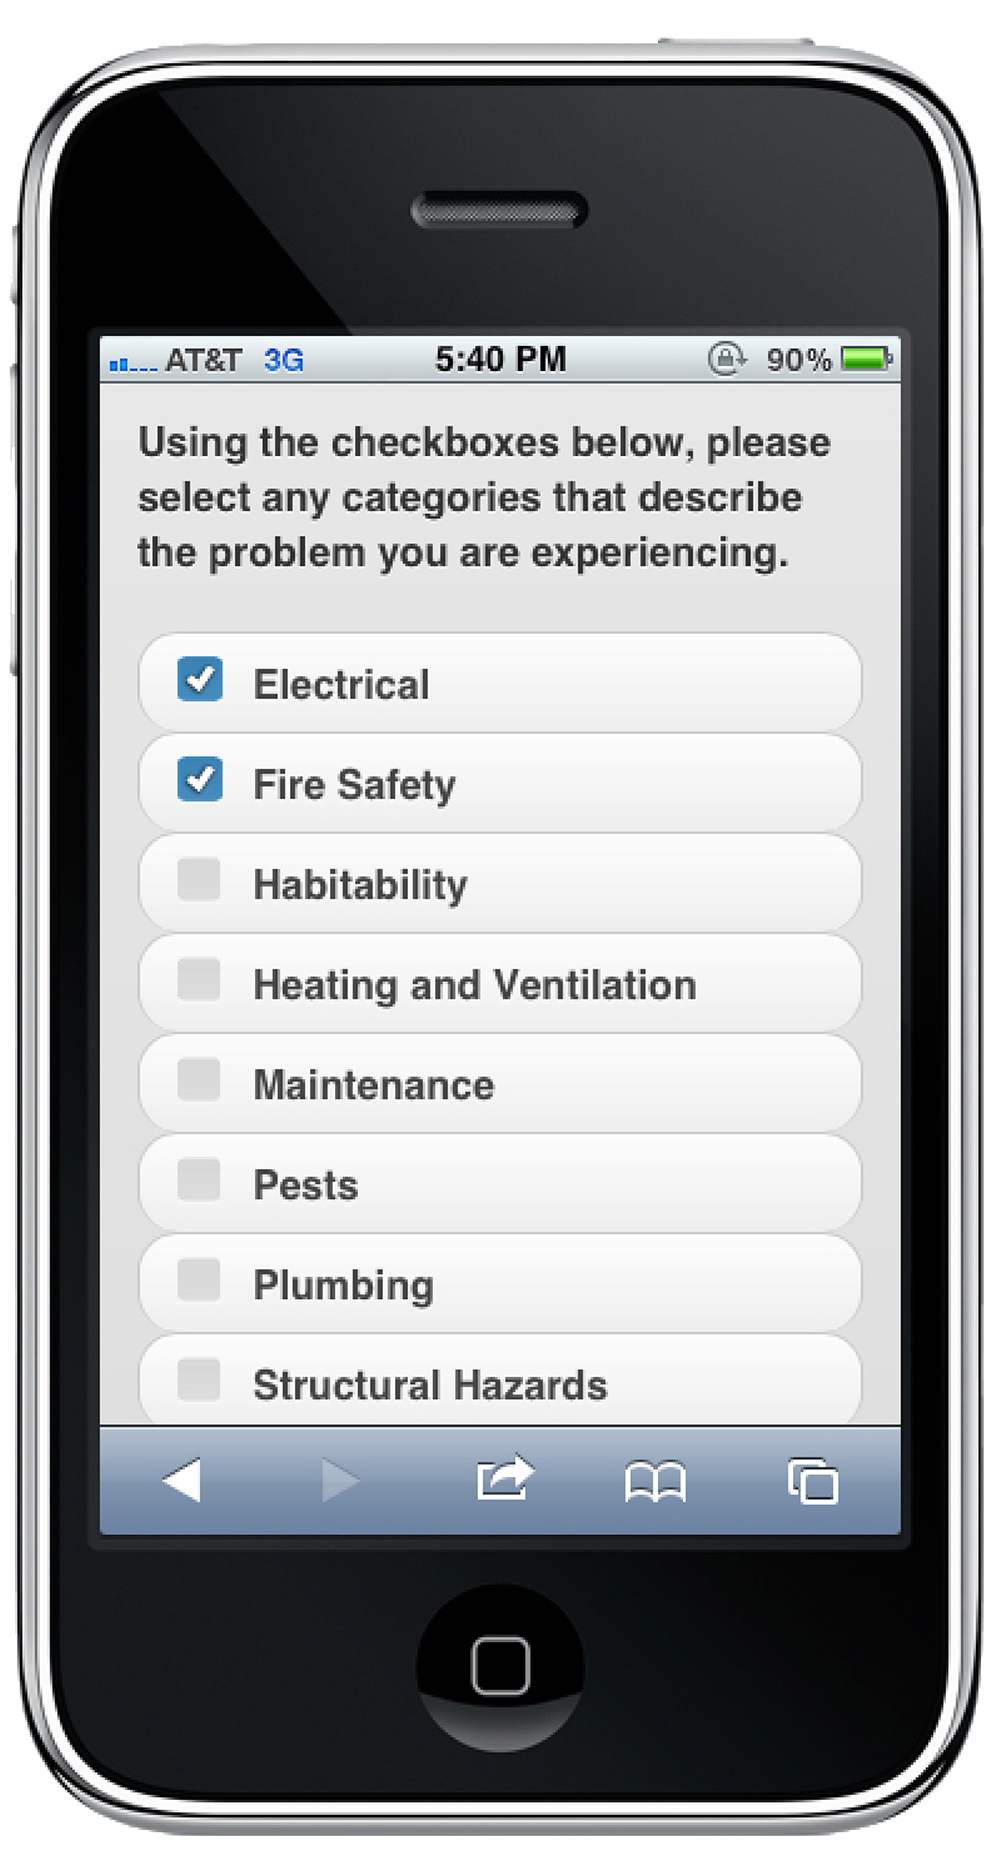 AT&T 3G 5:40 PM 90%
Using the checkboxes below, please
select any categories that describe
the problem you are experiencing.
Electrical
Fire Safety
Habitability
Heating and Ventilation
Maintenance
Pests
Plumbing
Structural Hazards